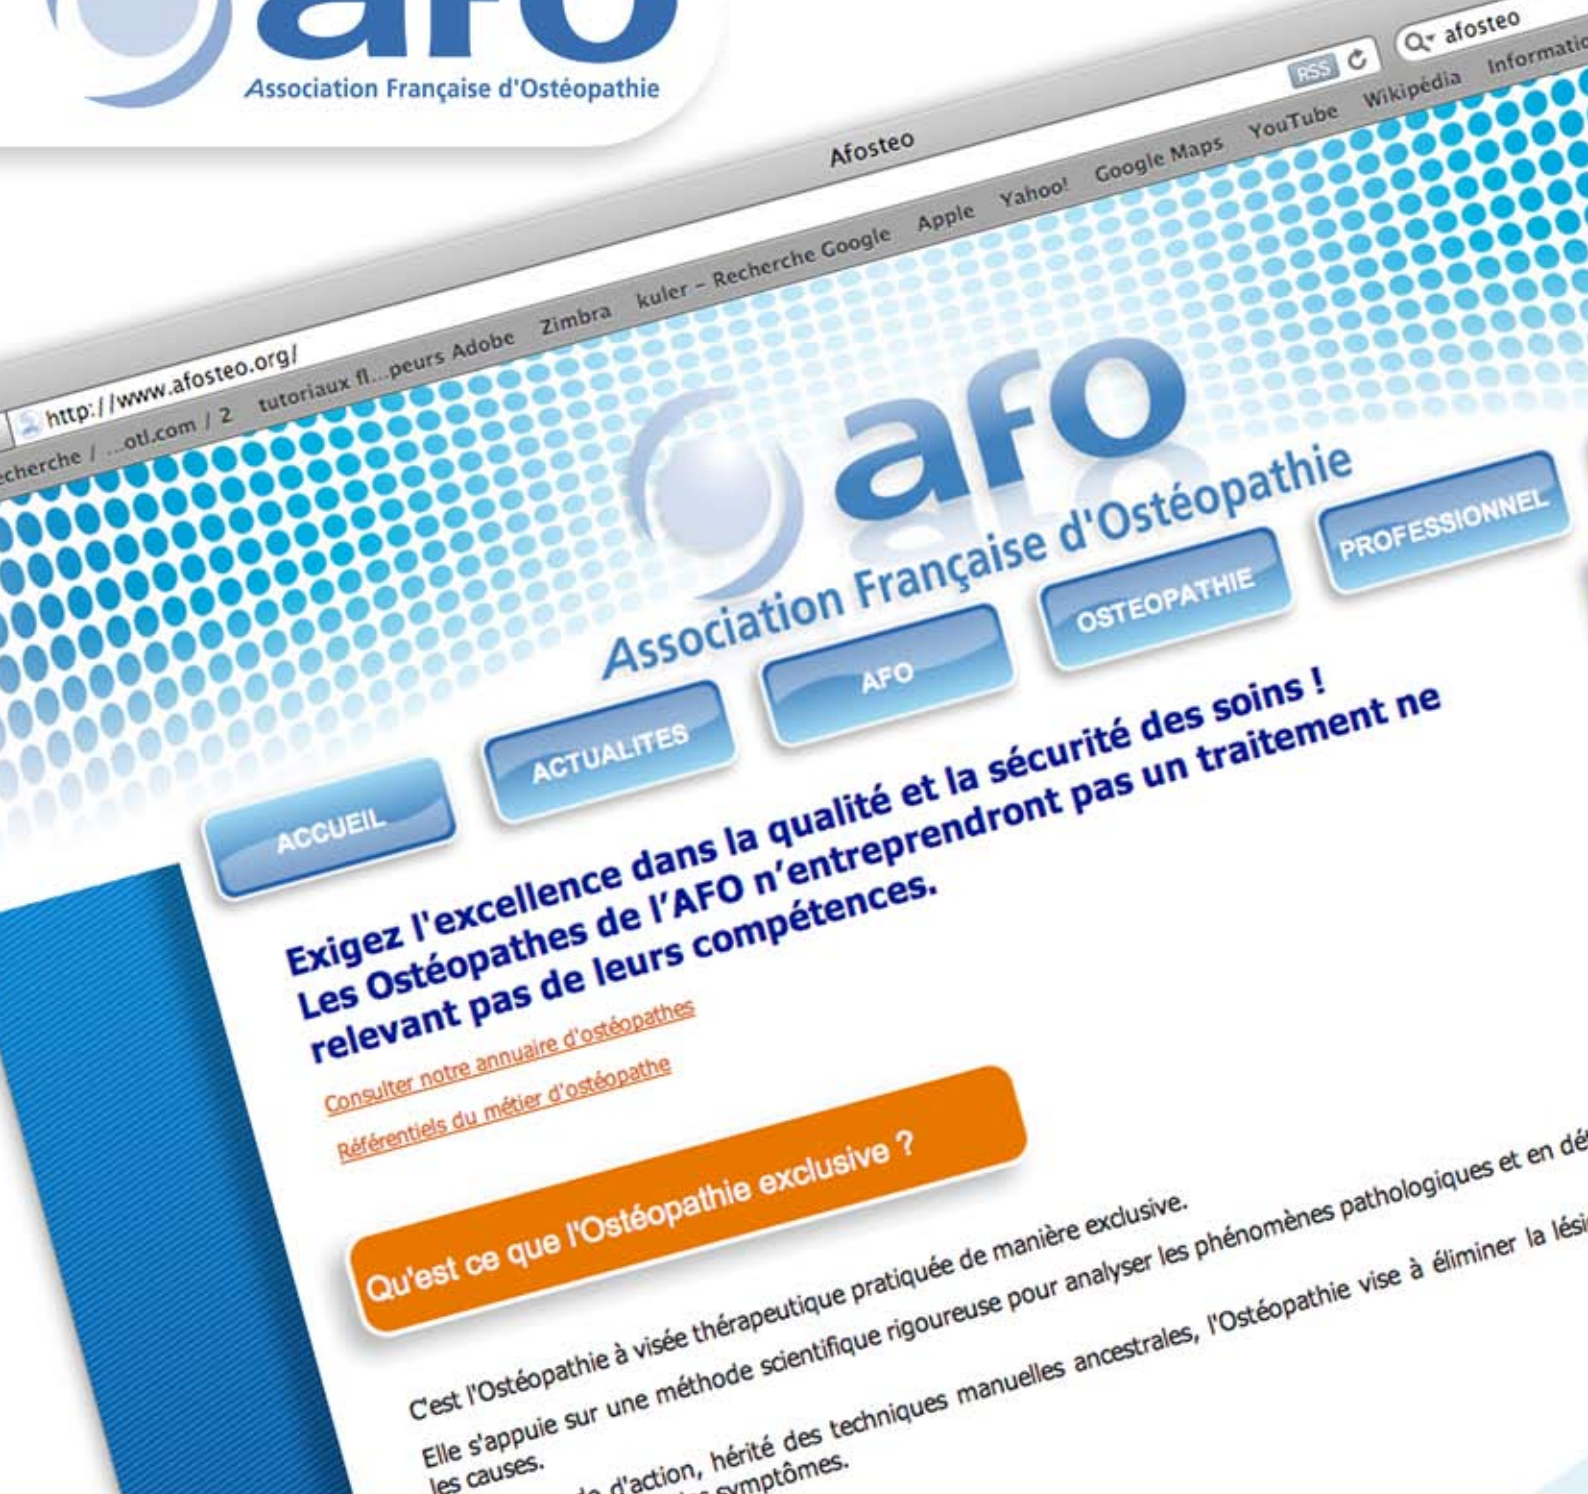 afo
Association Française d'Ostéopathie
afosteo
RSS
Afosteo
http://www.afosteo.org/
...otl.com / 2 tutoriaux fl...peurs Adobe Zimbra kuler – Recherche Google Apple Yahoo! Google Maps YouTube Wikipédia
afo
Association Française d'Ostéopathie
ACCUEIL
ACTUALITES
AFO
OSTEOPATHIE
PROFESSIONNEL
Exigez l'excellence dans la qualité et la sécurité des soins !
Les Ostéopathes de l’AFO n’entreprendront pas un traitement ne
relevant pas de leurs compétences.
Consulter notre annuaire d'ostéopathes
Référentiels du métier d'ostéopathe
Qu'est ce que l'Ostéopathie exclusive ?
C'est l'Ostéopathie à visée thérapeutique pratiquée de manière exclusive.
Elle s'appuie sur une méthode scientifique rigoureuse pour analyser les phénomènes pathologiques et en
les causes.
d'action, hérité des techniques manuelles ancestrales, l'Ostéopathie vise à éliminer la
symptômes.